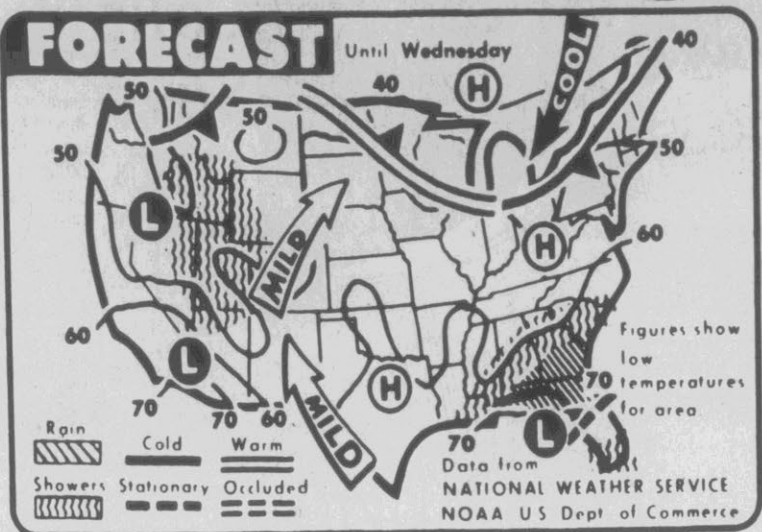 FORECAST
Until Wednesday
40
H
COOL
40
50
50
50
50
L
MILD
H
60
60
L
H
MILD
70
70
60
70
70
L
Figures show
low
temperatures
for area.
Rain
Cold
Warm
Showers
Stationary
Occluded
Data from
NATIONAL WEATHER SERVICE
NOAA US Dept of Commerce